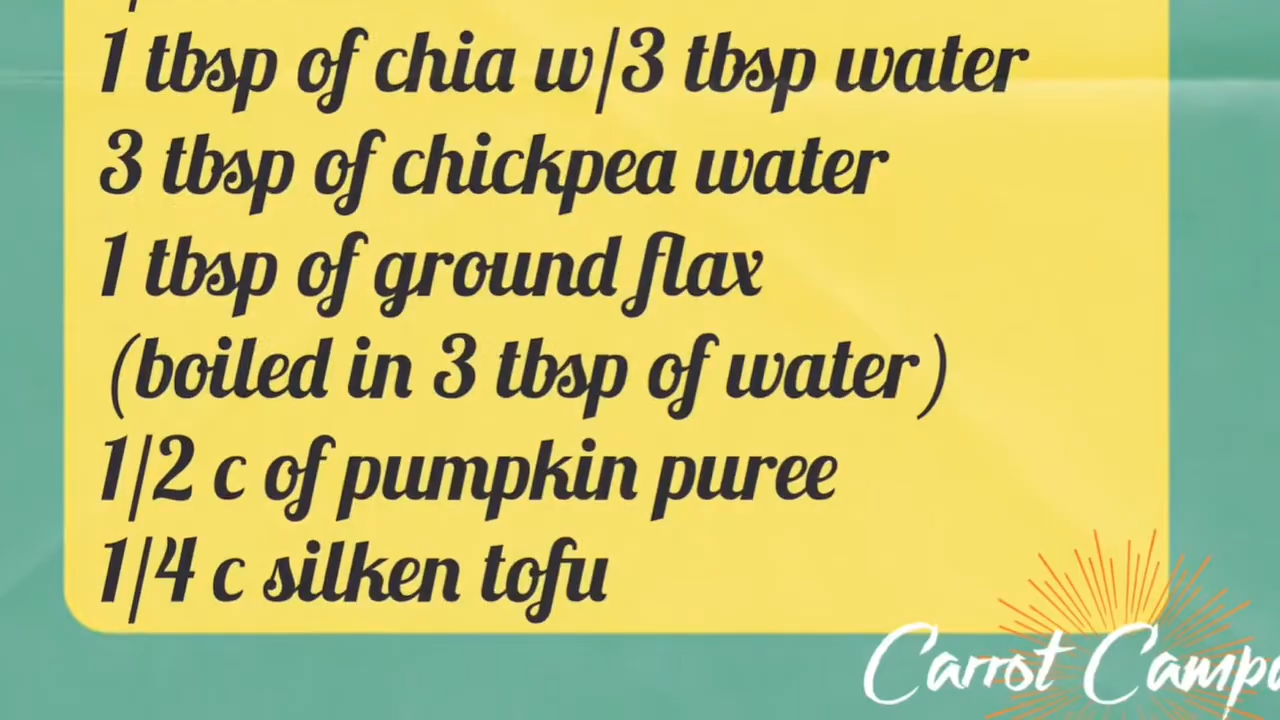 1 tbsp of chia w/3 tbsp water
3 tbsp of chickpea water
1 tbsp of ground flax
(boiled in 3 tbsp of water)
1/2 c of pumpkin puree
1/4 c silken tofu
Carrot